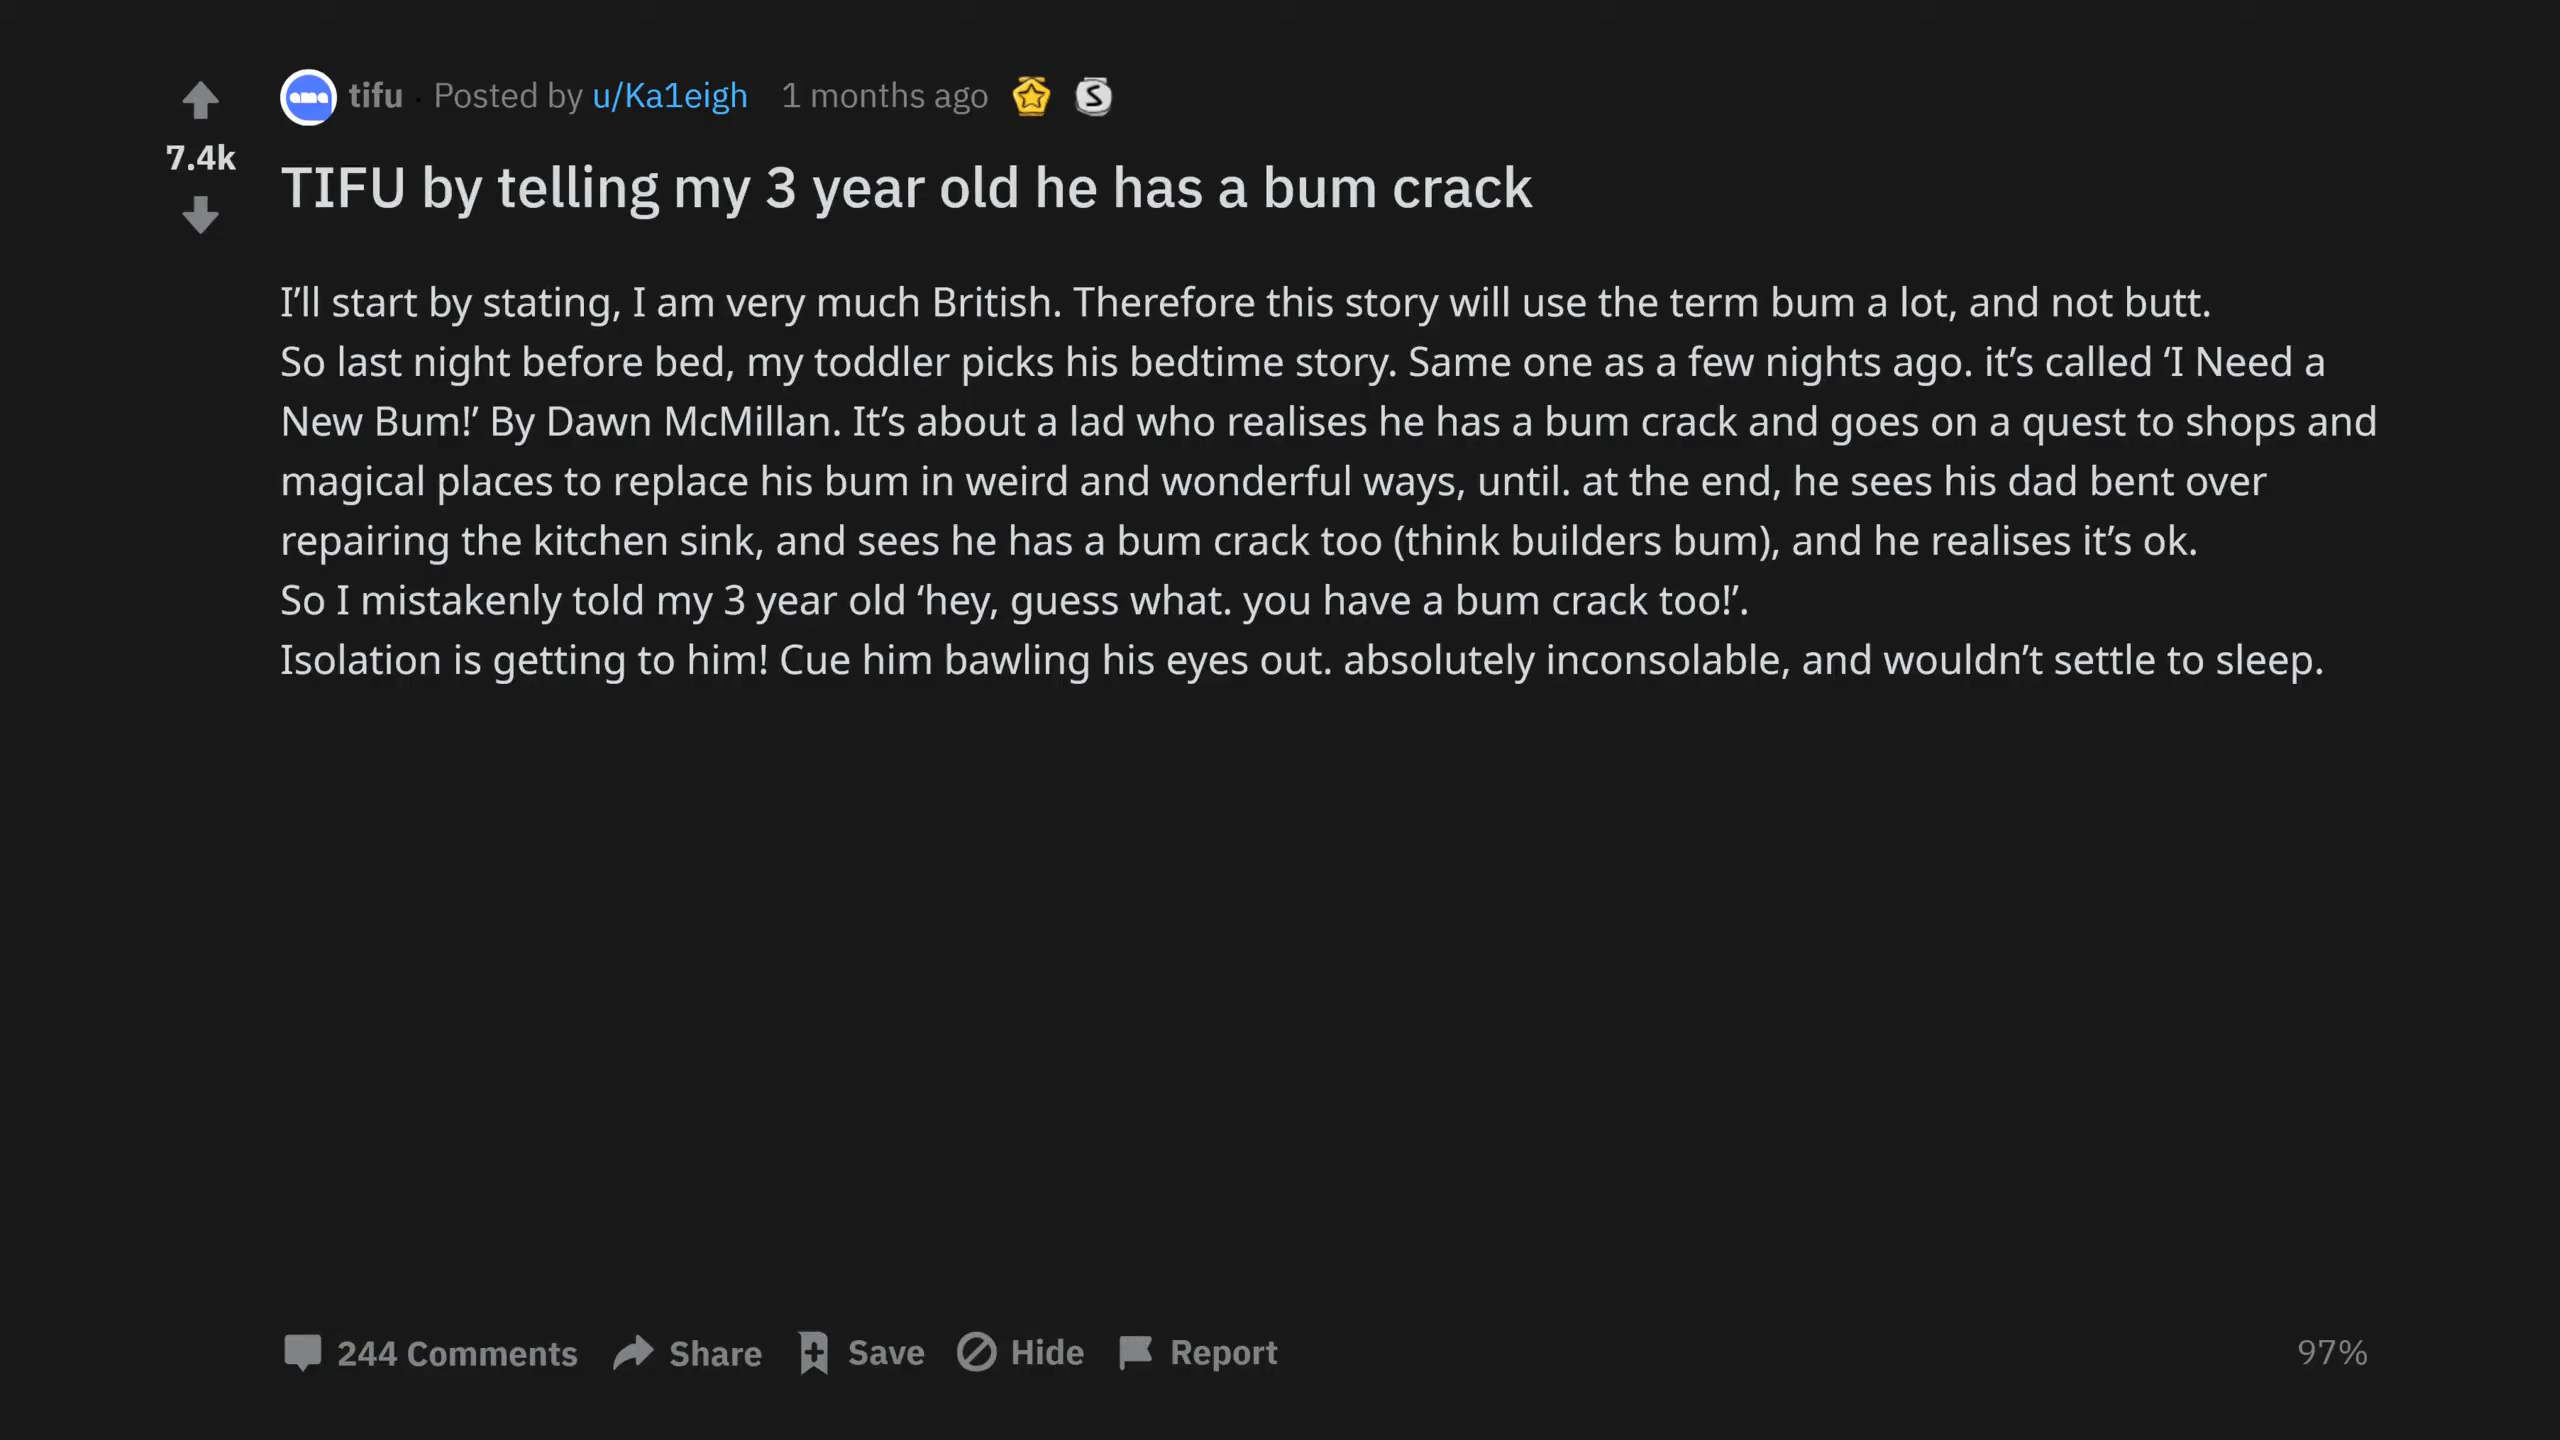 tifu · Posted by u/Ka1eigh 1 months ago
7.4k
TIFU by telling my 3 year old he has a bum crack
I’ll start by stating, I am very much British. Therefore this story will use the term bum a lot, and not butt.
So last night before bed, my toddler picks his bedtime story. Same one as a few nights ago. it’s called ‘I Need a
New Bum!’ By Dawn McMillan. It’s about a lad who realises he has a bum crack and goes on a quest to shops and
magical places to replace his bum in weird and wonderful ways, until. at the end, he sees his dad bent over
repairing the kitchen sink, and sees he has a bum crack too (think builders bum), and he realises it’s ok.
So I mistakenly told my 3 year old ‘hey, guess what. you have a bum crack too!’.
Isolation is getting to him! Cue him bawling his eyes out. absolutely inconsolable, and wouldn’t settle to sleep.
244 Comments Share Save Hide Report 97%